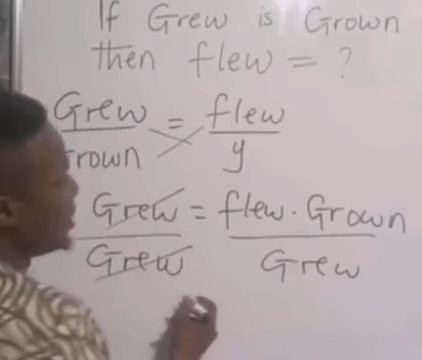 If Grew is Grown
then flew = ?
Grew = flew
rown y
Grew = flew . Grown
Grew Grew